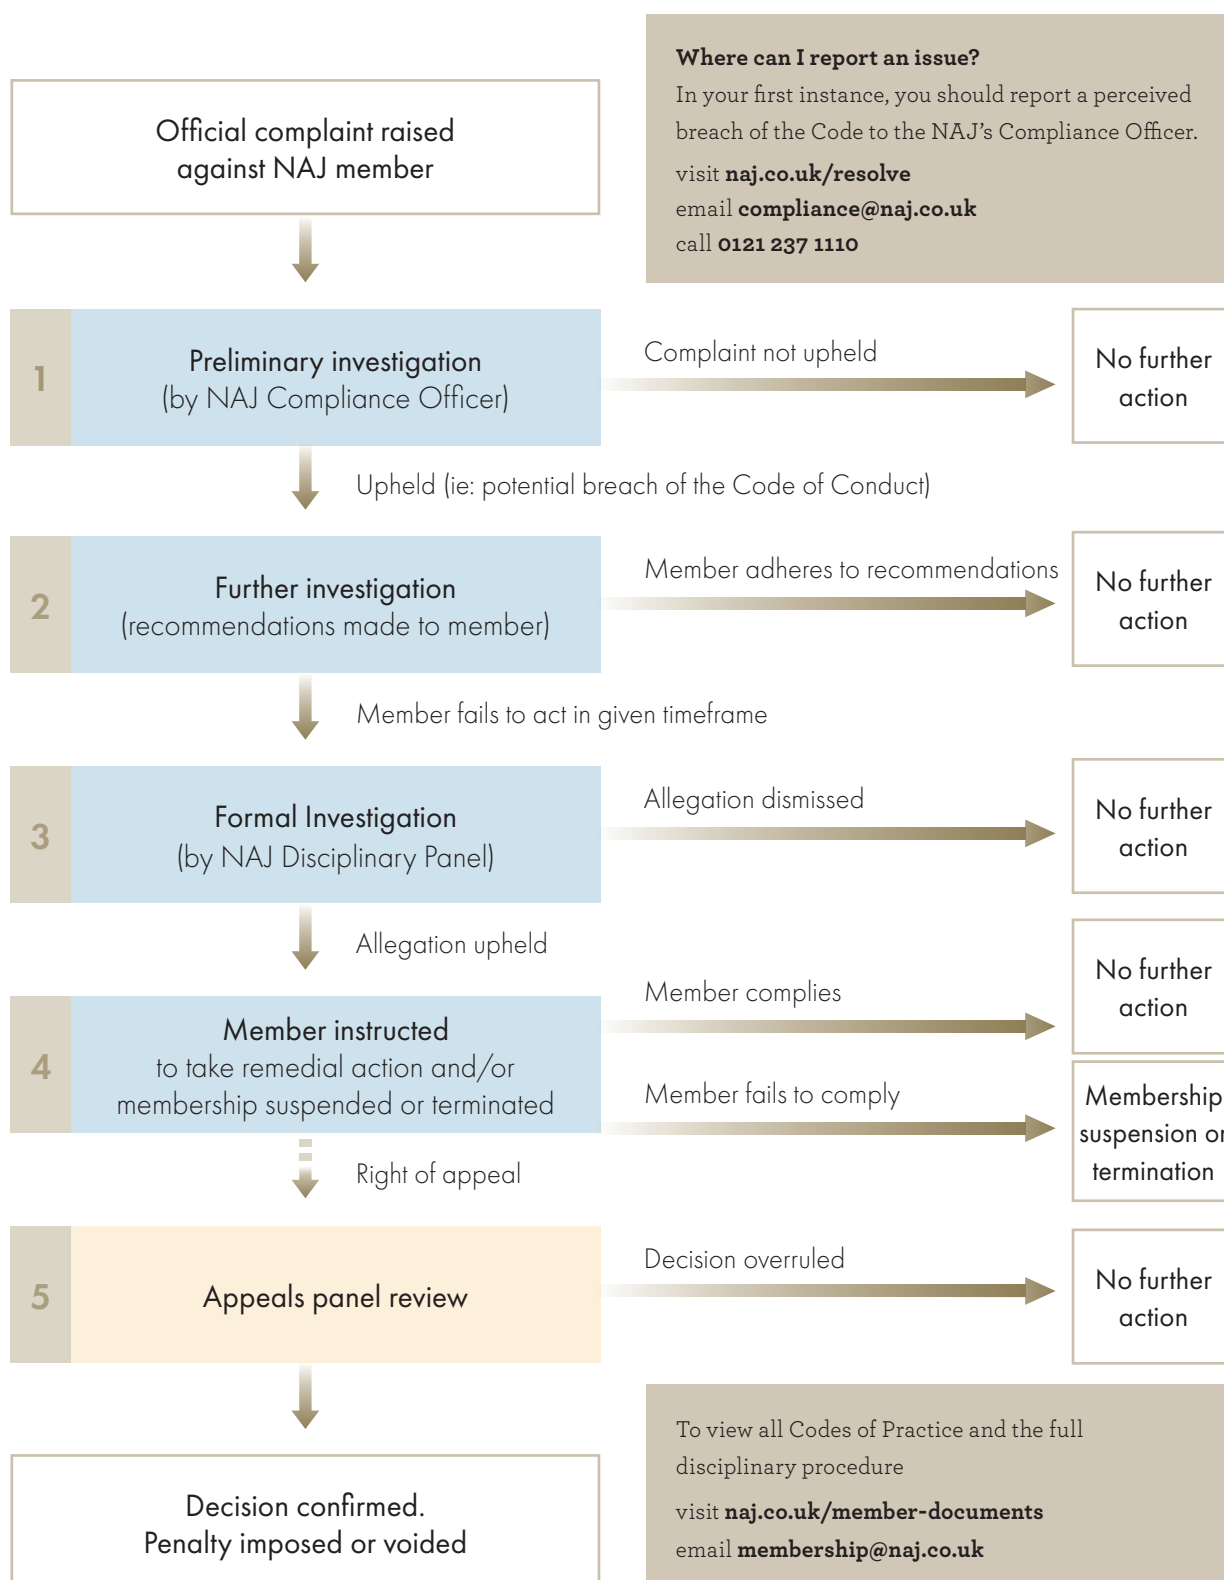 Where can I report an issue?
In your first instance, you should report a perceived
breach of the Code to the NAJ’s Compliance Officer.
visit naj.co.uk/resolve
email compliance@naj.co.uk
call 0121 237 1110
Official complaint raised
against NAJ member
1
Preliminary investigation
(by NAJ Compliance Officer)
Complaint not upheld
No further
action
Upheld (ie: potential breach of the Code of Conduct)
2
Further investigation
(recommendations made to member)
Member adheres to recommendations
No further
action
Member fails to act in given timeframe
3
Formal Investigation
(by NAJ Disciplinary Panel)
Allegation dismissed
No further
action
Allegation upheld
4
Member instructed
to take remedial action and/or
membership suspended or terminated
Member complies
No further
action
Member fails to comply
Membership
suspension or
termination
Right of appeal
5
Appeals panel review
Decision overruled
No further
action
Decision confirmed.
Penalty imposed or voided
To view all Codes of Practice and the full
disciplinary procedure
visit naj.co.uk/member-documents
email membership@naj.co.uk